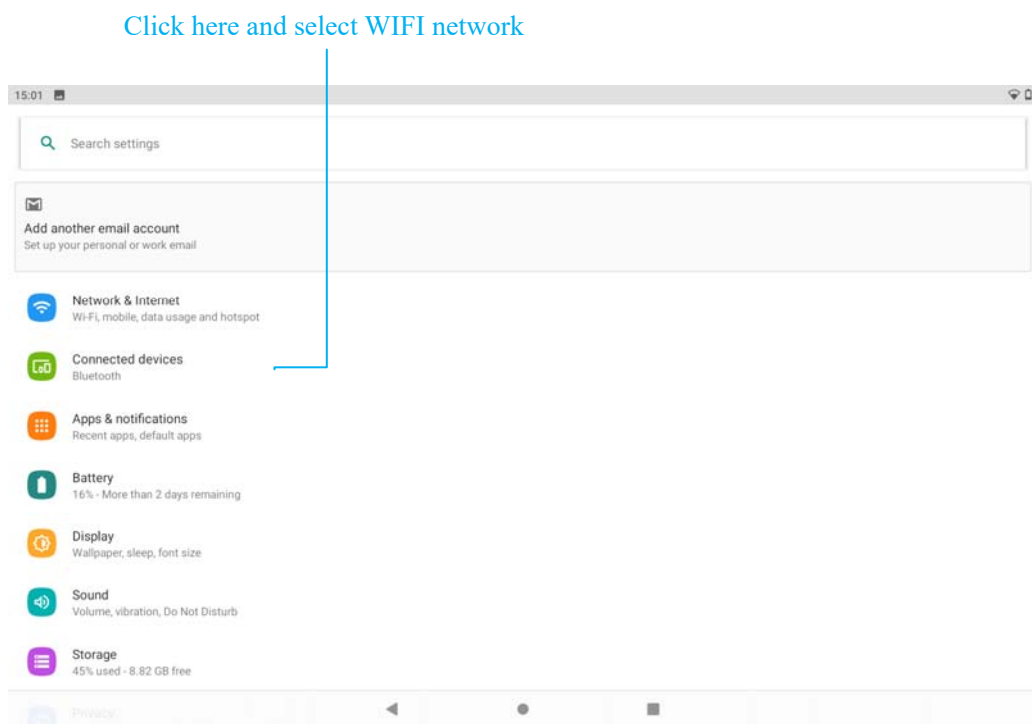 Click here and select WIFI network
15:01
Search settings
Add another email account
Set up your personal or work email
Network & Internet
Wi-Fi, mobile, data usage and hotspot
Connected devices
Bluetooth
Apps & notifications
Recent apps, default apps
Battery
16% - More than 2 days remaining
Display
Wallpaper, sleep, font size
Sound
Volume, vibration, Do Not Disturb
Storage
45% used - 8.82 GB free
Privacy